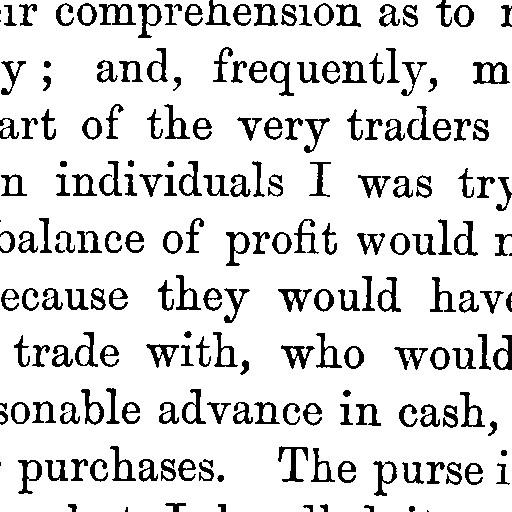 comprehension as to
y ; and, frequently, m
art of the very traders
n individuals I was try
balance of profit would
ecause they would have
trade with, who would
sonable advance in cash,
purchases. The purse i